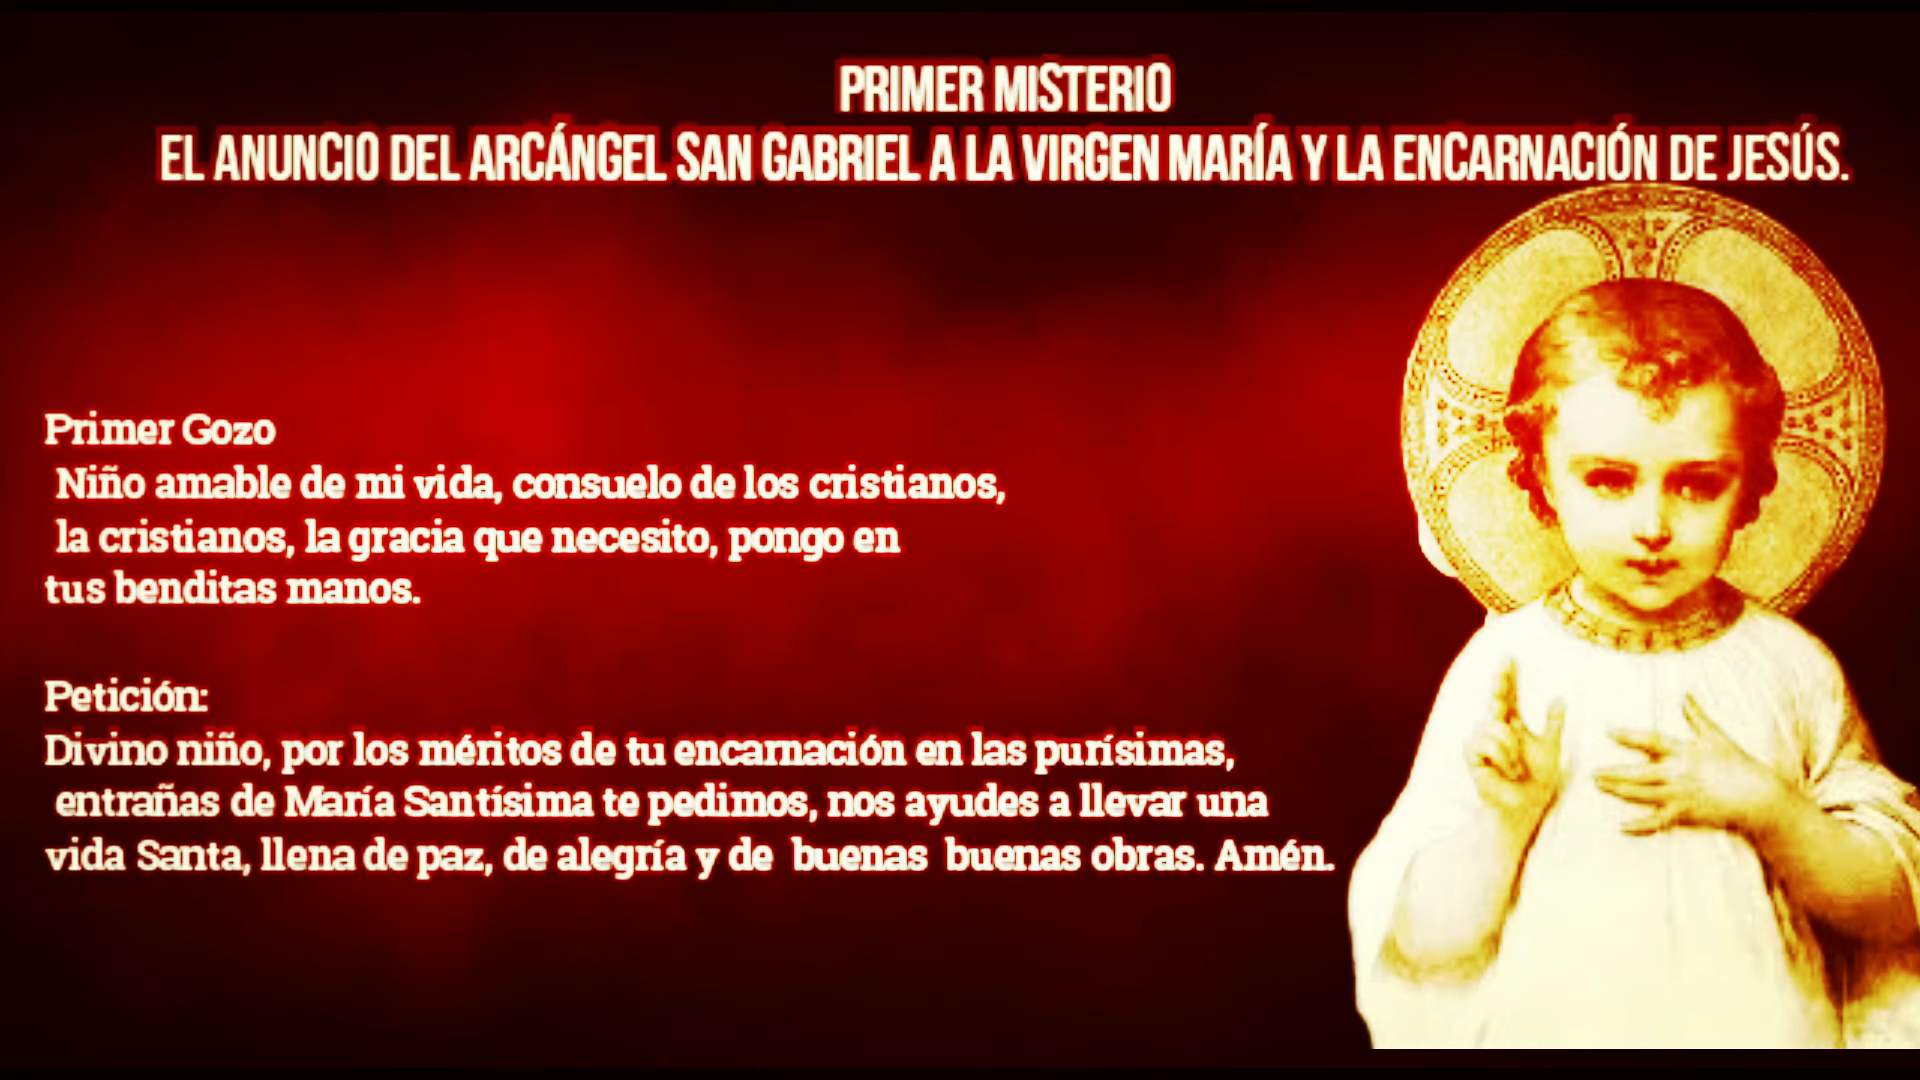 PRIMER MISTERIO
EL ANUNCIO DEL ARCÁNGEL SAN GABRIEL A LA VIRGEN MARÍA Y LA ENCARNACIÓN DE JESÚS.
Primer Gozo
Niño amable de mi vida, consuelo de los cristianos,
la cristianos, la gracia que necesito, pongo en
tus benditas manos.
Petición:
Divino niño, por los méritos de tu encarnación en las purísimas,
entrañas de María Santísima te pedimos, nos ayudes a llevar una
vida Santa, llena de paz, de alegría y de buenas buenas obras. Amén.